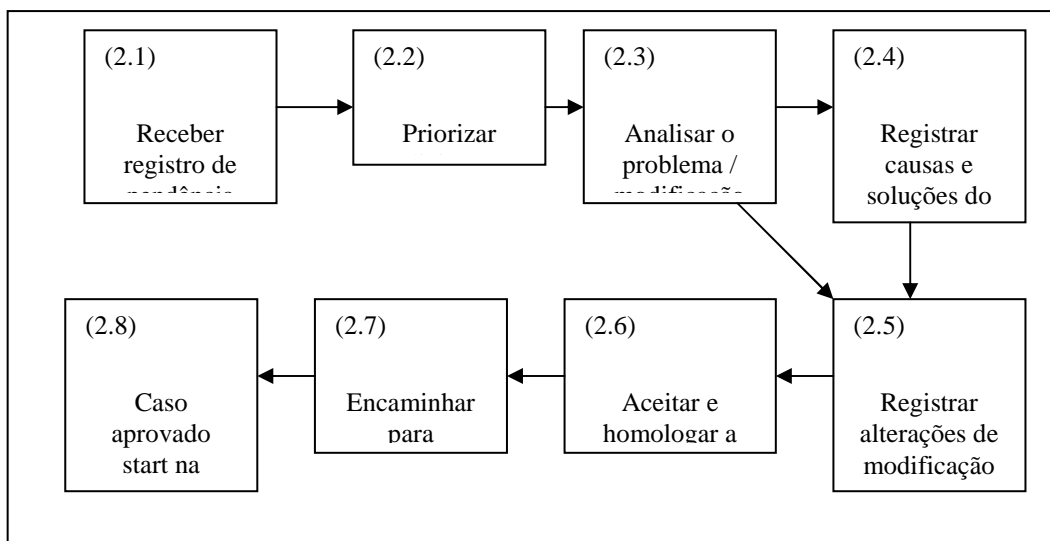 (2.1)
Receber
registro de
pendência
(2.2)
Priorizar
(2.3)
Analisar o
problema /
modificação
(2.4)
Registrar
causas e
soluções do
(2.5)
Registrar
alterações de
modificação
(2.6)
Aceitar e
homologar a
(2.7)
Encaminhar
para
(2.8)
Caso
aprovado
start na